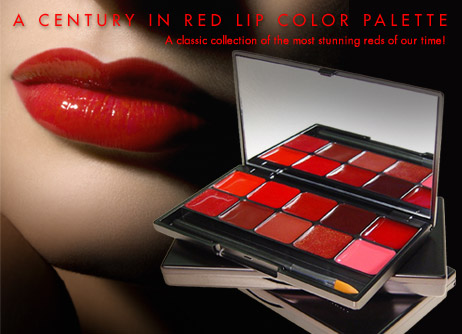 A CENTURY IN RED LIP COLOR PALETTE
A classic collection of the most stunning reds of our time!